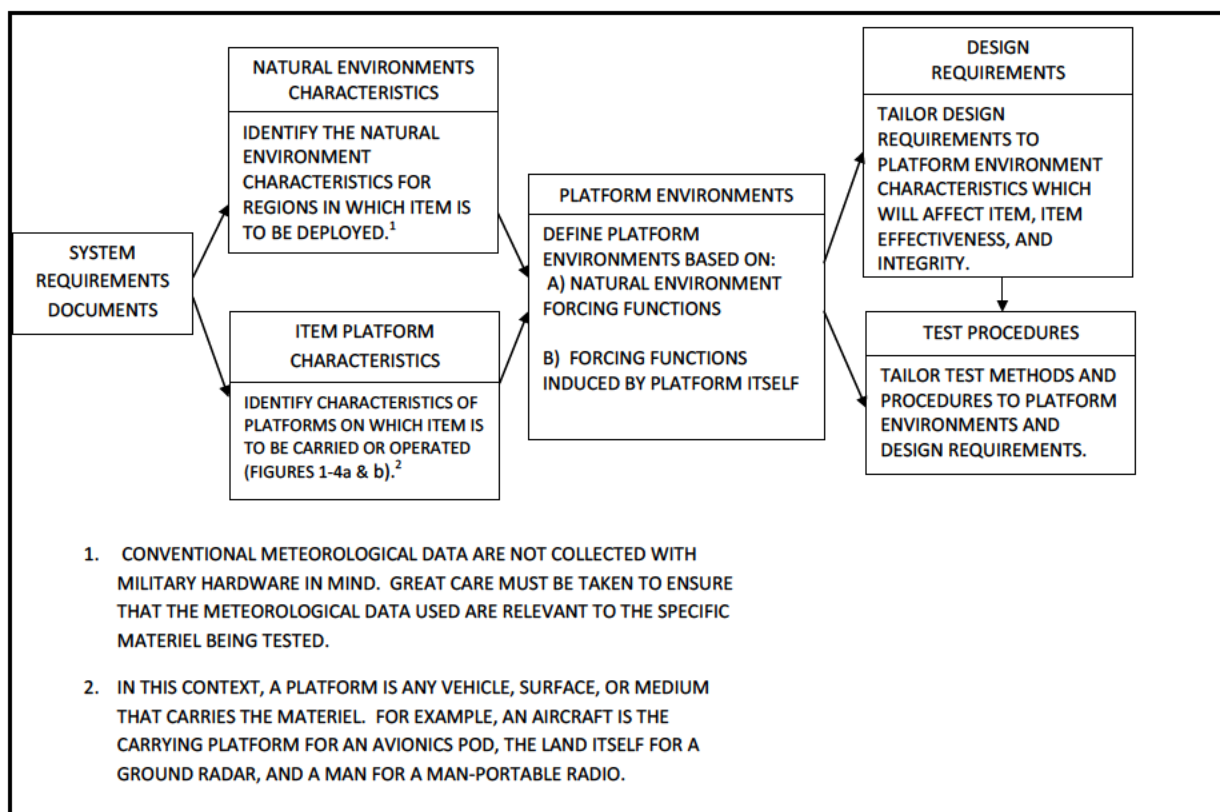 SYSTEM
REQUIREMENTS
DOCUMENTS
NATURAL ENVIRONMENTS
CHARACTERISTICS
IDENTIFY THE NATURAL
ENVIRONMENT
CHARACTERISTICS FOR
REGIONS IN WHICH ITEM IS
TO BE DEPLOYED.1
ITEM PLATFORM
CHARACTERISTICS
IDENTIFY CHARACTERISTICS OF
PLATFORMS ON WHICH ITEM IS
TO BE CARRIED OR OPERATED
(FIGURES 1-4a & b).2
PLATFORM ENVIRONMENTS
DEFINE PLATFORM
ENVIRONMENTS BASED ON:
A) NATURAL ENVIRONMENT
FORCING FUNCTIONS
B) FORCING FUNCTIONS
INDUCED BY PLATFORM ITSELF
DESIGN
REQUIREMENTS
TAILOR DESIGN
REQUIREMENTS TO
PLATFORM ENVIRONMENT
CHARACTERISTICS WHICH
WILL AFFECT ITEM, ITEM
EFFECTIVENESS, AND
INTEGRITY.
TEST PROCEDURES
TAILOR TEST METHODS AND
PROCEDURES TO PLATFORM
ENVIRONMENTS AND
DESIGN REQUIREMENTS.
1. CONVENTIONAL METEOROLOGICAL DATA ARE NOT COLLECTED WITH
MILITARY HARDWARE IN MIND. GREAT CARE MUST BE TAKEN TO ENSURE
THAT THE METEOROLOGICAL DATA USED ARE RELEVANT TO THE SPECIFIC
MATERIEL BEING TESTED.
2. IN THIS CONTEXT, A PLATFORM IS ANY VEHICLE, SURFACE, OR MEDIUM
THAT CARRIES THE MATERIEL. FOR EXAMPLE, AN AIRCRAFT IS THE
CARRYING PLATFORM FOR AN AVIONICS POD, THE LAND ITSELF FOR A
GROUND RADAR, AND A MAN FOR A MAN-PORTABLE RADIO.